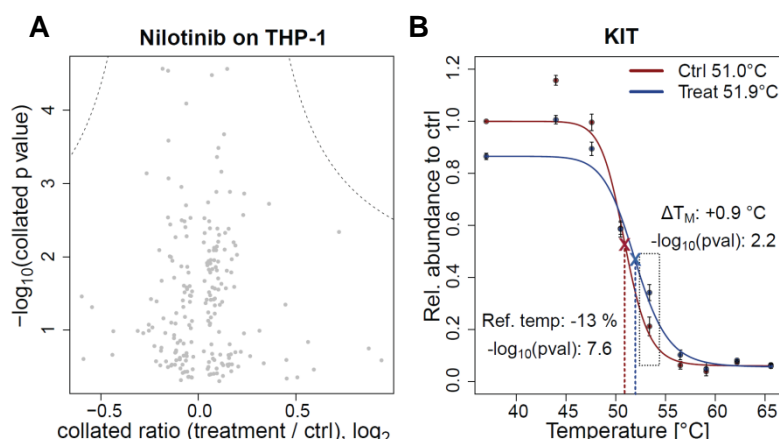 A
Nilotinib on THP-1
−log10(collated p value)
4
3
2
1
−0.5
0.0
0.5
collated ratio (treatment / ctrl), log2
B
KIT
Ctrl 51.0°C
Treat 51.9°C
Rel. abundance to ctrl
1.2
1.0
0.8
0.6
0.4
0.2
0.0
ΔTM: +0.9 °C
-log10(pval): 2.2
Ref. temp: -13 %
-log10(pval): 7.6
40
45
50
55
60
65
Temperature [°C]